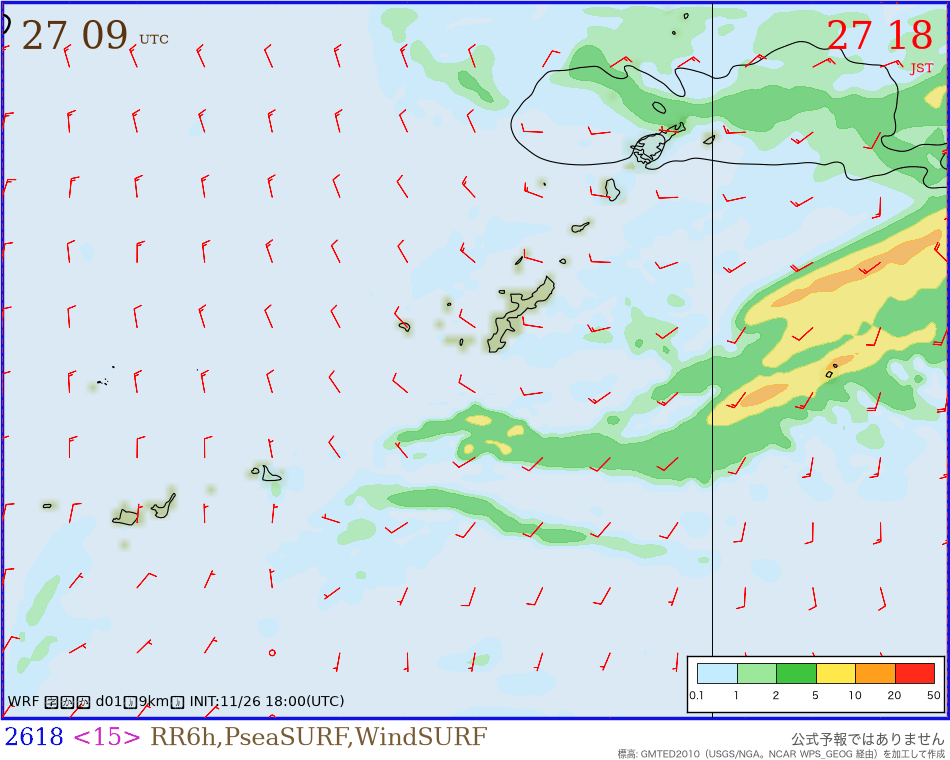 27 09 UTC
27 18
JST
0.1 1 2 5 10 20 50
WRF d01 9km INIT:11/26 18:00(UTC)
2618 <15> RR6h,PseaSURF,WindSURF
公式予報ではありません
標高: GMTED2010（USGS/NGA。NCAR WPS_GEOG 経由）を加工して作成